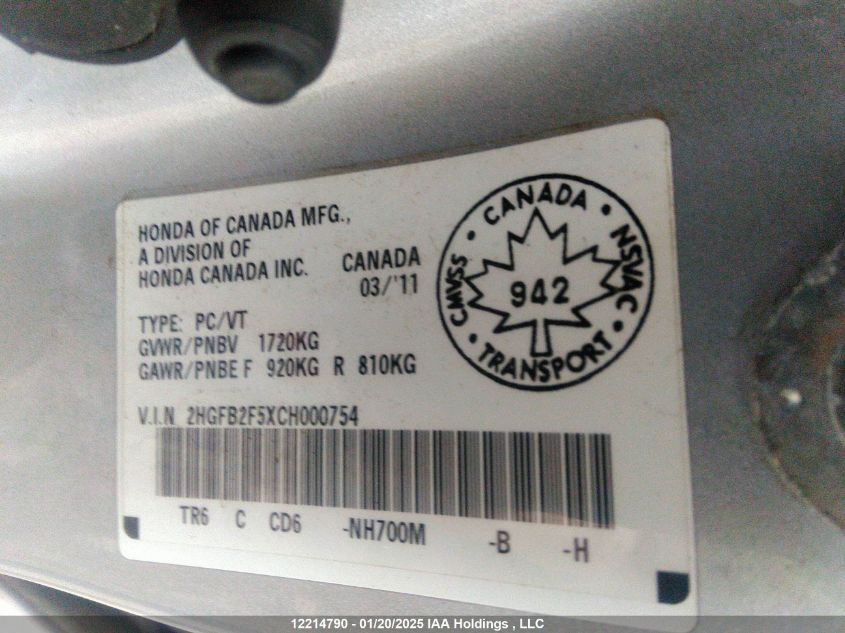 HONDA OF CANADA MFG.,
A DIVISION OF
HONDA CANADA INC. CANADA
03/'11
TYPE: PC/VT
GVWR/PNBV 1720KG
GAWR/PNBE F 920KG R 810KG
V.I.N 2HGFB2F5XCH000754
TR6 C CD6 -NH700M -B -H
• CANADA •
CMVSS 942 NSVAC
• TRANSPORT •
12214790 - 01/20/2025 IAA Holdings , LLC